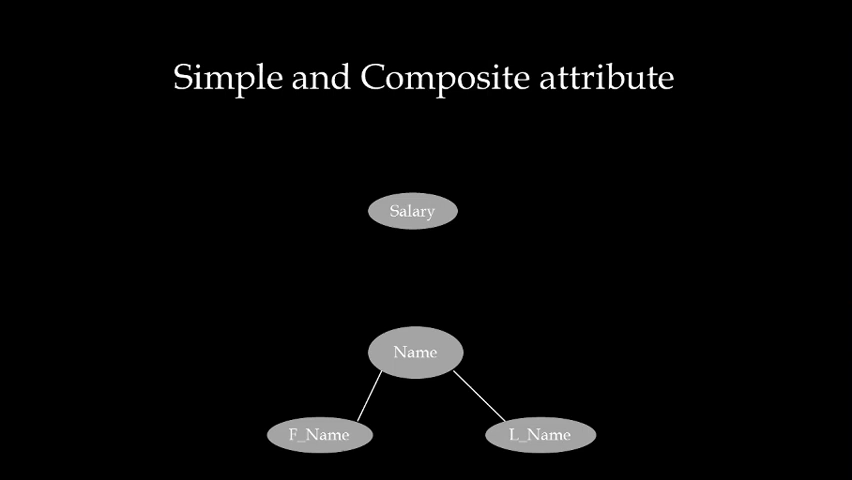 Simple and Composite attribute
Salary
Name
F_Name
L_Name